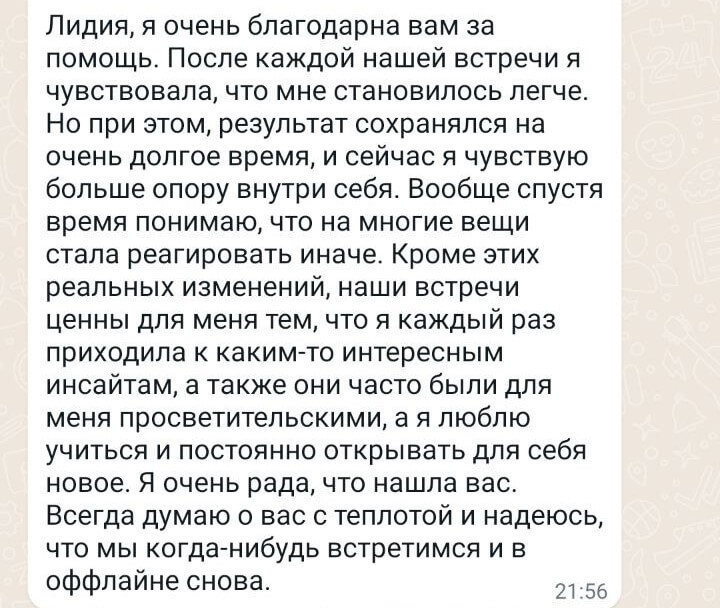 Лидия, я очень благодарна вам за
помощь. После каждой нашей встречи я
чувствовала, что мне становилось легче.
Но при этом, результат сохранялся на
очень долгое время, и сейчас я чувствую
больше опору внутри себя. Вообще спустя
время понимаю, что на многие вещи
стала реагировать иначе. Кроме этих
реальных изменений, наши встречи
ценны для меня тем, что я каждый раз
приходила к каким-то интересным
инсайтам, а также они часто были для
меня просветительскими, а я люблю
учиться и постоянно открывать для себя
новое. Я очень рада, что нашла вас.
Всегда думаю о вас с теплотой и надеюсь,
что мы когда-нибудь встретимся и в
оффлайне снова.
21:56